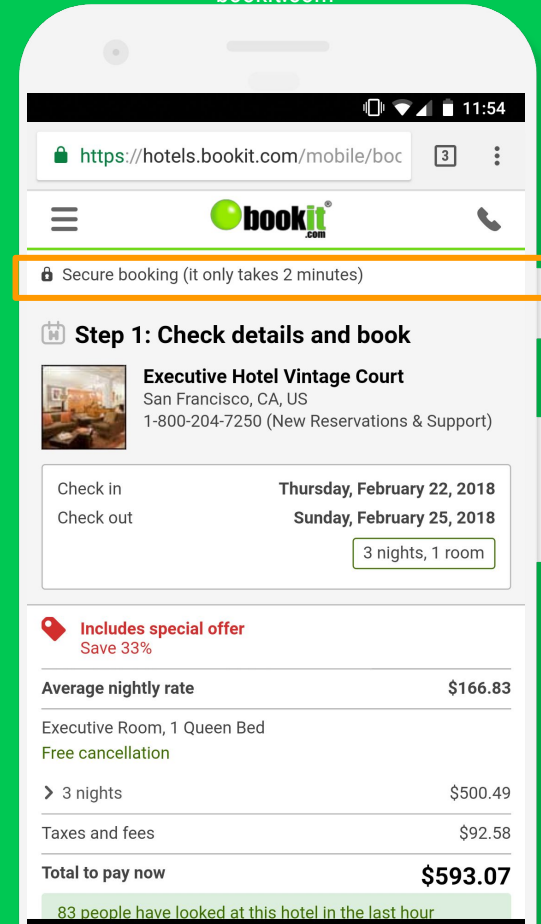 bookit.com
11:54
https://hotels.bookit.com/mobile/boo
3
bookit®
.com
Secure booking (it only takes 2 minutes)
Step 1: Check details and book
Executive Hotel Vintage Court
San Francisco, CA, US
1-800-204-7250 (New Reservations & Support)
Check in Thursday, February 22, 2018
Check out Sunday, February 25, 2018
3 nights, 1 room
Includes special offer
Save 33%
Average nightly rate $166.83
Executive Room, 1 Queen Bed
Free cancellation
3 nights $500.49
Taxes and fees $92.58
Total to pay now $593.07
83 people have looked at this hotel in the last hour